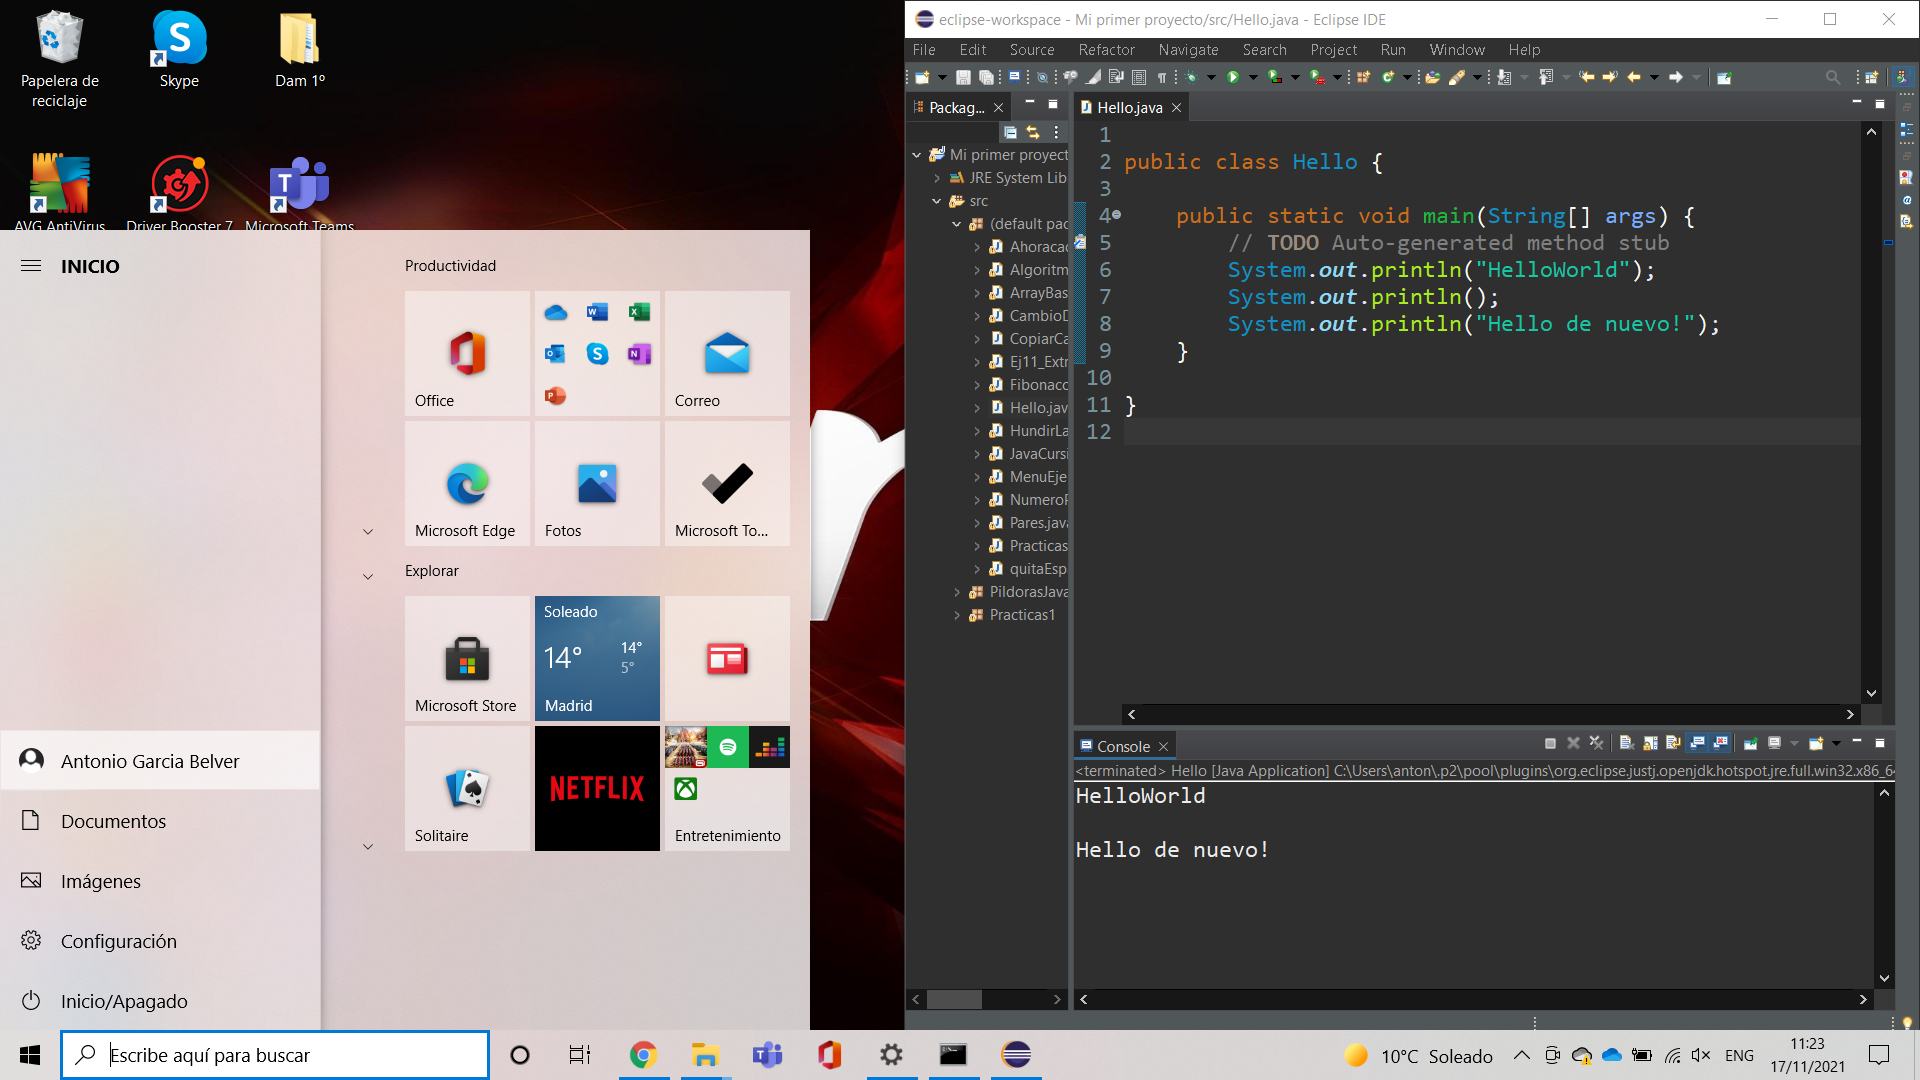 Papelera de
reciclaje
Skype
Dam 1º
AVG AntiVirus
Driver Booster 7
Microsoft Teams
INICIO
Antonio Garcia Belver
Documentos
Imágenes
Configuración
Inicio/Apagado
Productividad
Office
Correo
Microsoft Edge
Fotos
Microsoft To...
Explorar
Microsoft Store
Soleado
14°
14°
5°
Madrid
Solitaire
NETFLIX
Entretenimiento
eclipse-workspace - Mi primer proyecto/src/Hello.java - Eclipse IDE
File Edit Source Refactor Navigate Search Project Run Window Help
Packag...
Mi primer proyect
JRE System Lib
src
(default pac
Ahoracac
Algoritm
ArrayBas
CambioD
CopiarCa
Ej11_Extr
Fibonacc
Hello.jav
HundirLa
JavaCursi
MenuEje
NumeroP
Pares.java
Practicas
quitaEsp
PildorasJava
Practicas1
Hello.java
1
2 public class Hello {
3
4 public static void main(String[] args) {
5 // TODO Auto-generated method stub
6 System.out.println("HelloWorld");
7 System.out.println();
8 System.out.println("Hello de nuevo!");
9 }
10
11 }
12
Console
<terminated> Hello [Java Application] C:\Users\anton\.p2\pool\plugins\org.eclipse.justj.openjdk.hotspot.jre.full.win32.x86_64
HelloWorld
Hello de nuevo!
Escribe aquí para buscar
10°C Soleado
ENG
11:23
17/11/2021